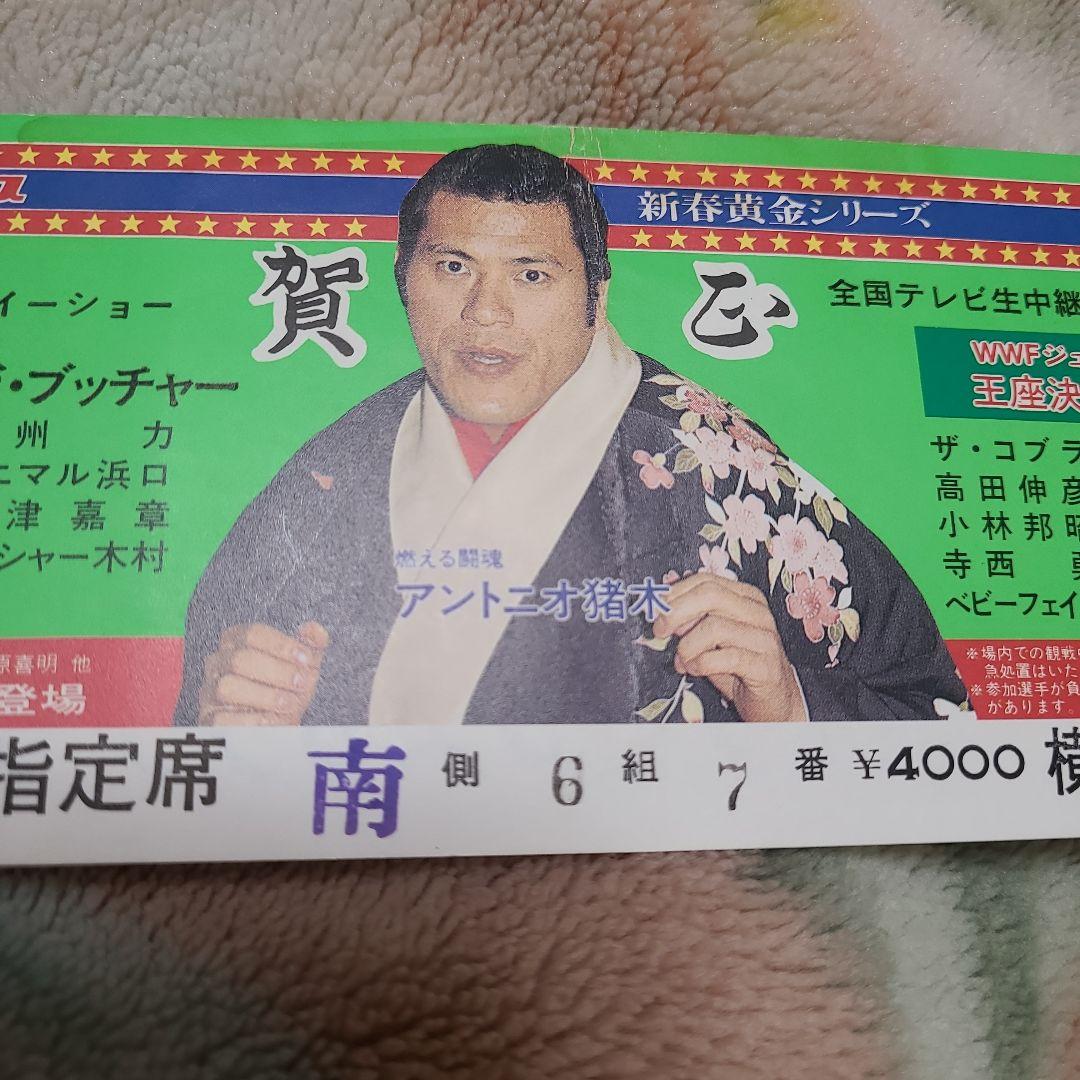 新春黄金シリーズ
賀正
イーショー
ブッチャー
州力
ニマル浜口
津嘉章
シャー木村
原喜明 他
登場
燃える闘魂
アントニオ猪木
全国テレビ生中継
WWFジュ
王座決
ザ・コブラ
高田伸彦
小林邦昭
寺西
ベビーフェイ
※場内での観戦
急処置はいた
※参加選手が負
があります。
指定席 南側 6組 7番 ¥4000 横